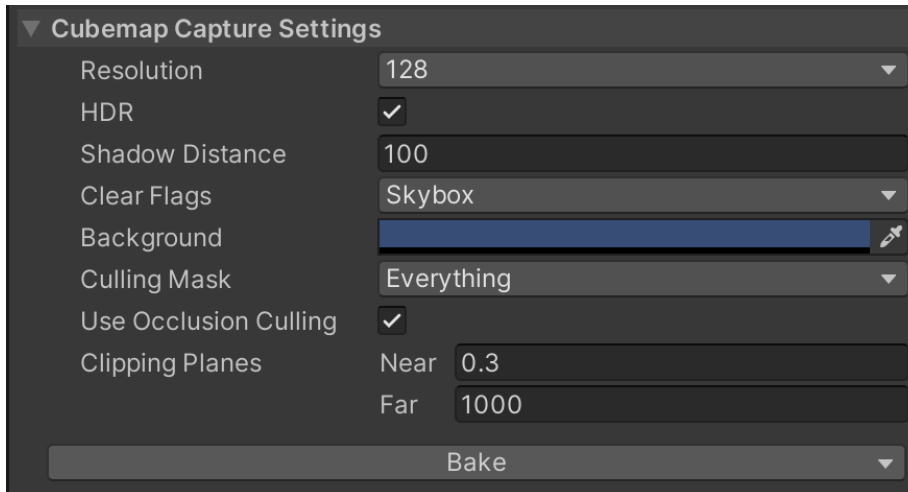 Cubemap Capture Settings
Resolution 128
HDR
Shadow Distance 100
Clear Flags Skybox
Background
Culling Mask Everything
Use Occlusion Culling
Clipping Planes Near 0.3
Far 1000
Bake